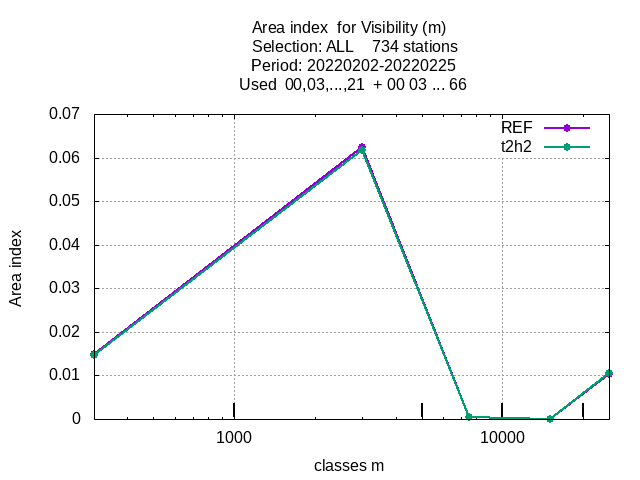 Area index  for Visibility (m)
Selection: ALL    734 stations
Period: 20220202-20220225
Used  00,03,...,21  + 00 03 ... 66
REF
t2h2
0.07
0.06
0.05
0.04
0.03
0.02
0.01
0
Area index
1000
10000
classes m